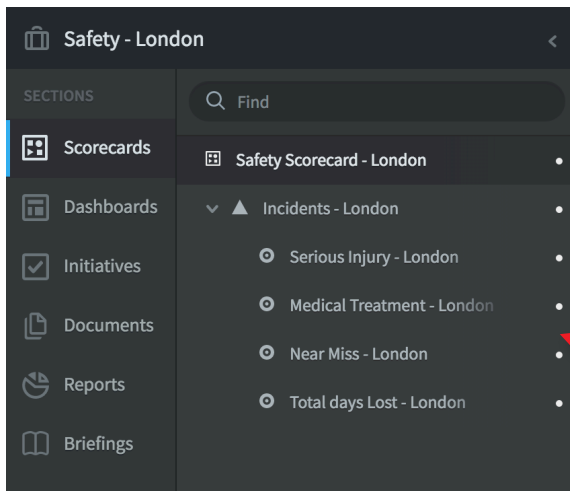 Safety - London
SECTIONS
Scorecards
Dashboards
Initiatives
Documents
Reports
Briefings
Find
Safety Scorecard - London
Incidents - London
Serious Injury - London
Medical Treatment - London
Near Miss - London
Total days Lost - London